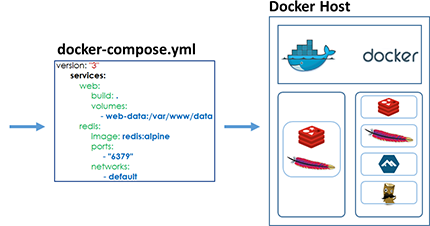 docker-compose.yml
version: "3"
services:
web:
build: .
volumes:
- web-data:/var/www/data
redis:
image: redis:alpine
ports:
- "6379"
networks:
- default
Docker Host
docker